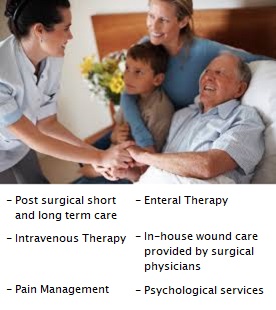 - Post surgical short
and long term care
- Intravenous Therapy
- Pain Management
- Enteral Therapy
- In-house wound care
provided by surgical
physicians
- Psychological services